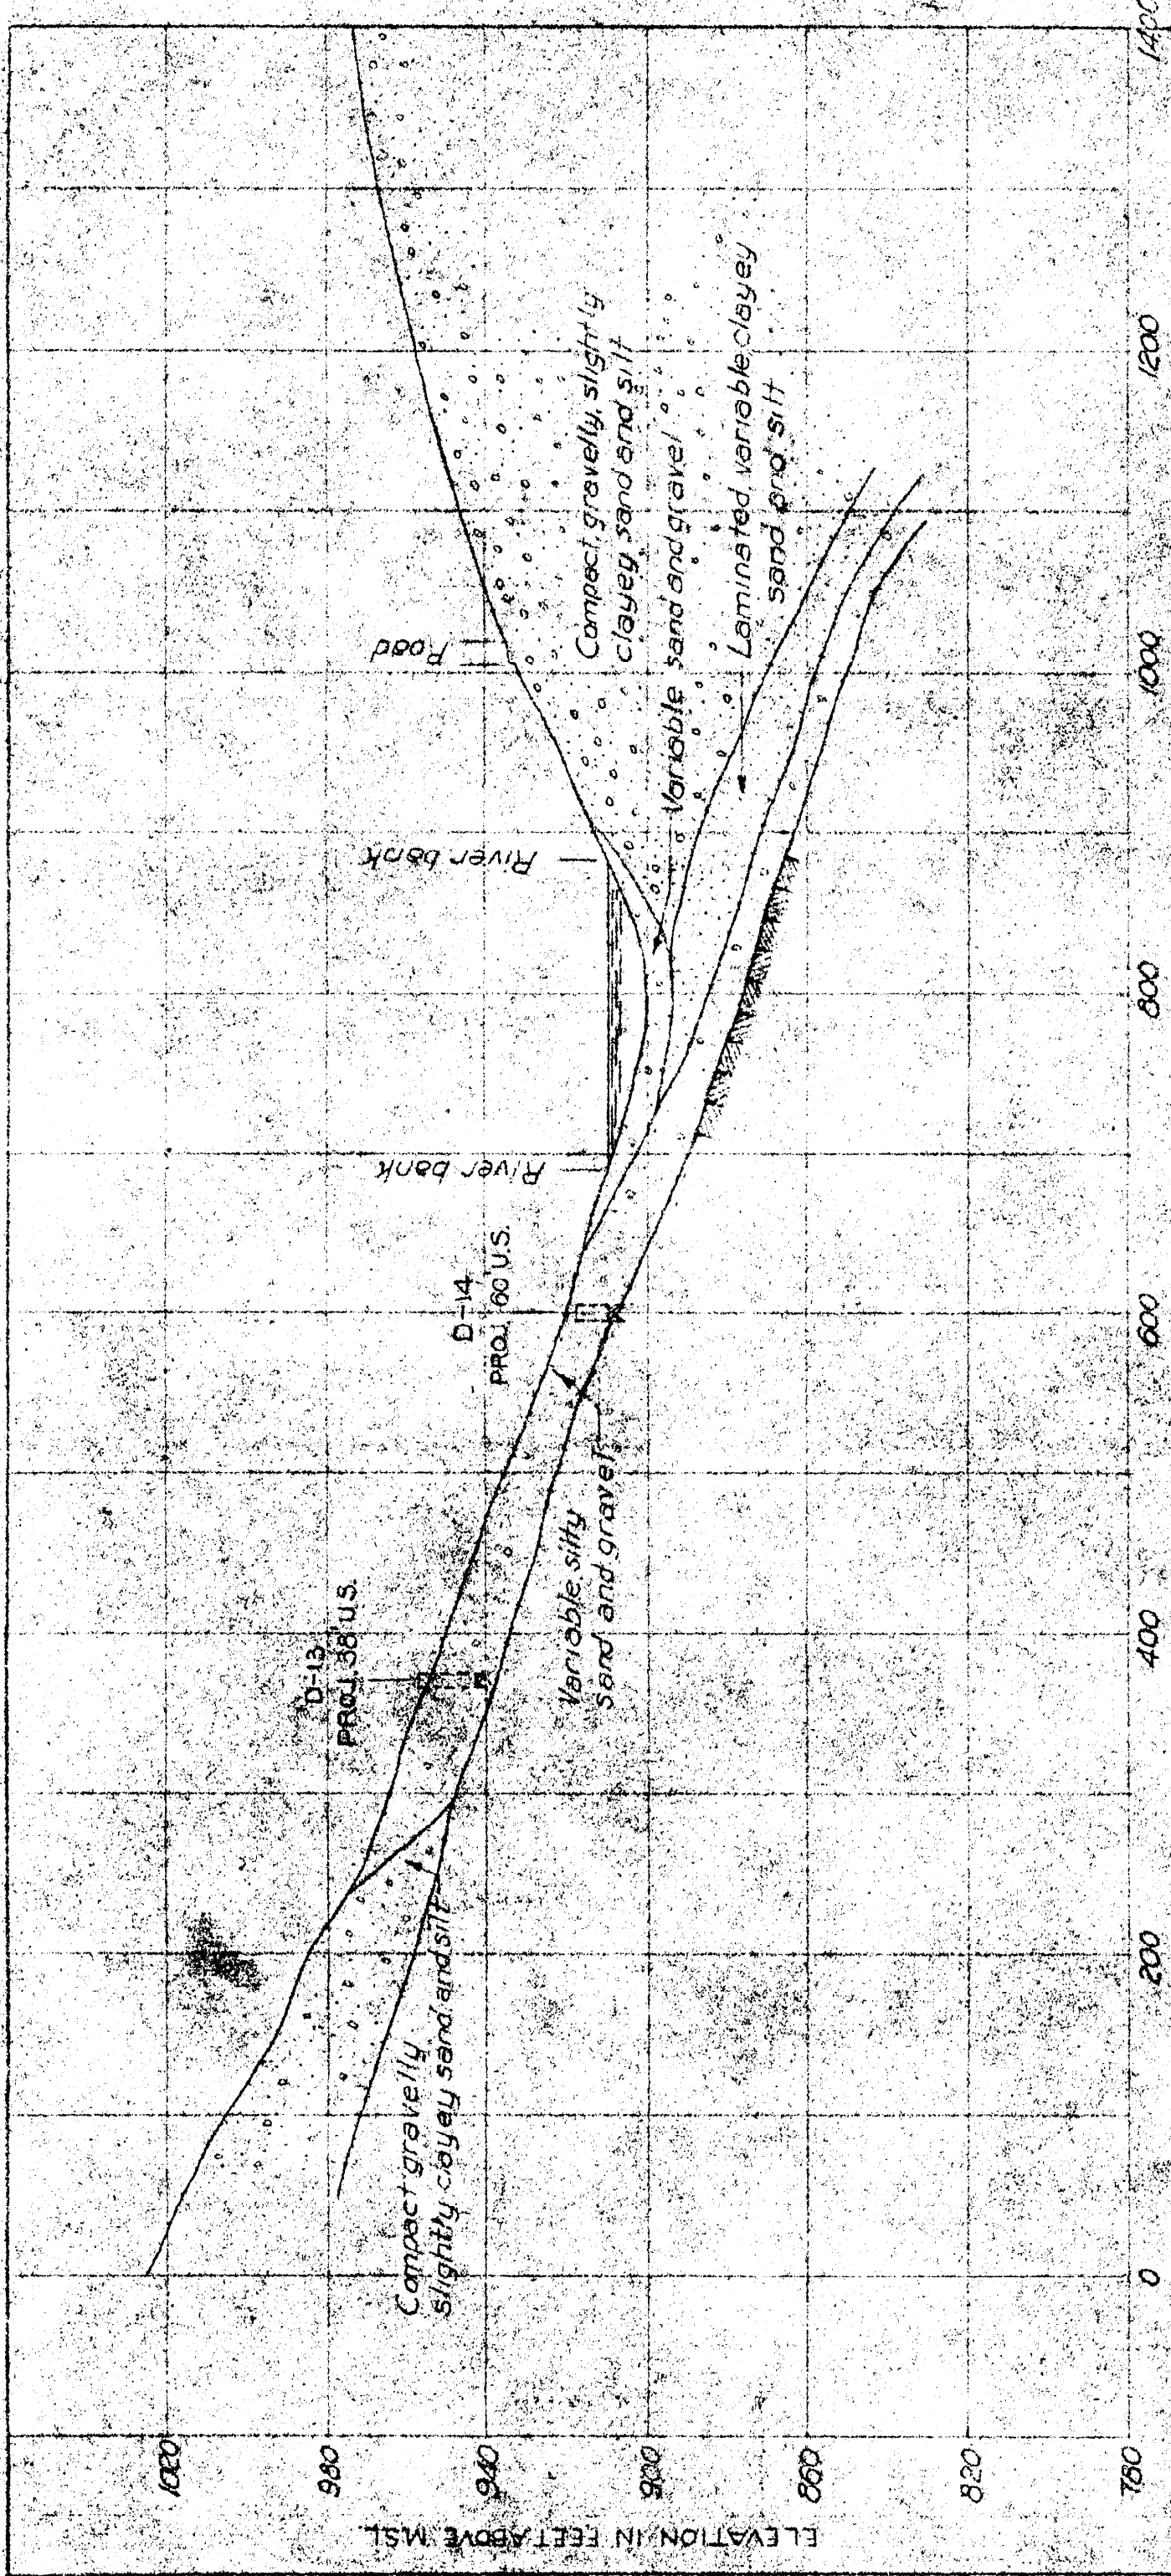 ELEVATION IN FEET ABOVE MSL
1020
980
940
900
860
820
780
0
200
400
600
800
1000
1200
1400
Compact gravelly
slightly clayey sand and silt
D-13
PROJ. 38' U.S.
Variable silty
sand and gravel
D-14
PROJ. 60' U.S.
River bank
River bank
Road
Compact, gravelly, slightly
clayey, sand and silt
Variable sand and gravel
Laminated, variable, clayey
sand and silt